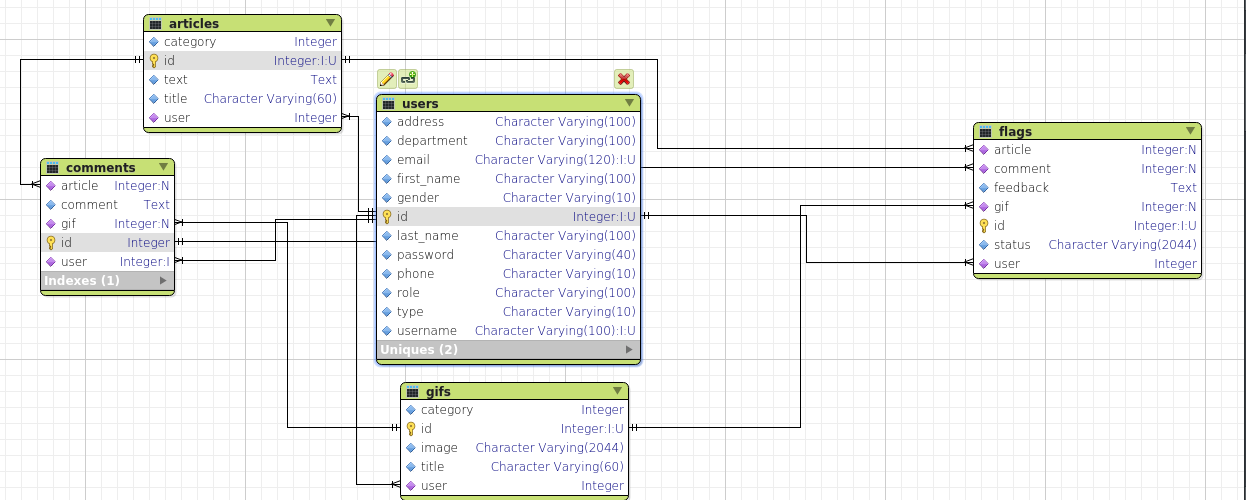 articles
category Integer
id Integer:I:U
text Text
title Character Varying(60)
user Integer
comments
article Integer:N
comment Text
gif Integer:N
id Integer
user Integer:I
Indexes (1)
users
address Character Varying(100)
department Character Varying(100)
email Character Varying(120):I:U
first_name Character Varying(100)
gender Character Varying(10)
id Integer:I:U
last_name Character Varying(100)
password Character Varying(40)
phone Character Varying(10)
role Character Varying(100)
type Character Varying(10)
username Character Varying(100):I:U
Uniques (2)
gifs
category Integer
id Integer:I:U
image Character Varying(2044)
title Character Varying(60)
user Integer
flags
article Integer:N
comment Integer:N
feedback Text
gif Integer:N
id Integer:I:U
status Character Varying(2044)
user Integer